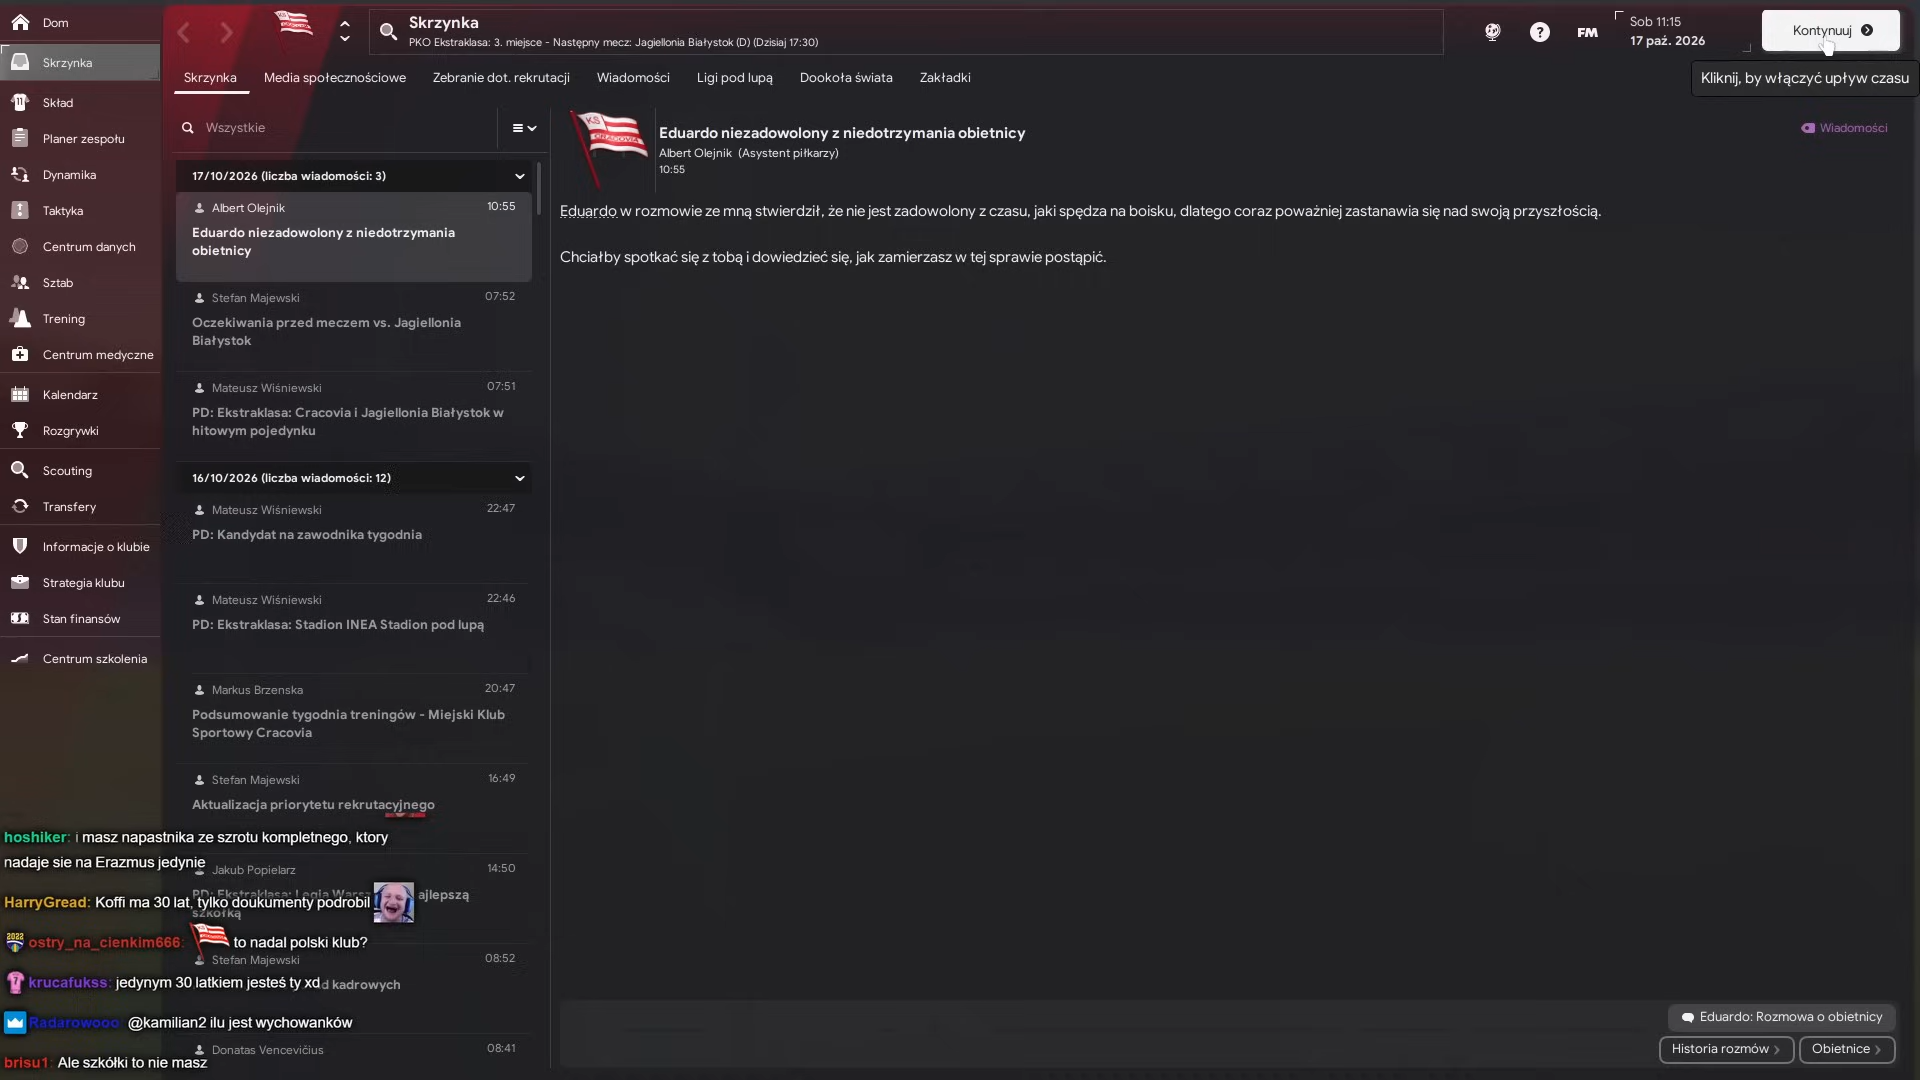 Dom
Skrzynka
Skład
Planer zespołu
Dynamika
Taktyka
Centrum danych
Sztab
Trening
Centrum medyczne
Kalendarz
Rozgrywki
Scouting
Transfery
Informacje o klubie
Strategia klubu
Stan finansów
Centrum szkolenia
Skrzynka
PKO Ekstraklasa: 3. miejsce - Następny mecz: Jagiellonia Białystok (D) (Dzisiaj 17:30)
FM
Sob 11:15
17 paź. 2026
Kontynuuj
Kliknij, by włączyć upływ czasu
Skrzynka Media społecznościowe Zebranie dot. rekrutacji Wiadomości Ligi pod lupą Dookoła świata Zakładki
Wszystkie
17/10/2026 (liczba wiadomości: 3)
Albert Olejnik 10:55
Eduardo niezadowolony z niedotrzymania
obietnicy
Stefan Majewski 07:52
Oczekiwania przed meczem vs. Jagiellonia
Białystok
Mateusz Wiśniewski 07:51
PD: Ekstraklasa: Cracovia i Jagiellonia Białystok w
hitowym pojedynku
16/10/2026 (liczba wiadomości: 12)
Mateusz Wiśniewski 22:47
PD: Kandydat na zawodnika tygodnia
Mateusz Wiśniewski 22:46
PD: Ekstraklasa: Stadion INEA Stadion pod lupą
Markus Brzenska 20:47
Podsumowanie tygodnia treningów - Miejski Klub
Sportowy Cracovia
Stefan Majewski 16:49
Aktualizacja priorytetu rekrutacyjnego
Jakub Popielarz 14:50
PD: Ekstraklasa: Legia Warsz ajlepszą
szkółką
Stefan Majewski 08:52
d kadrowych
Donatas Vencevičius 08:41
KS
CRACOVIA
Eduardo niezadowolony z niedotrzymania obietnicy
Albert Olejnik (Asystent piłkarzy)
10:55
Wiadomości
Eduardo w rozmowie ze mną stwierdził, że nie jest zadowolony z czasu, jaki spędza na boisku, dlatego coraz poważniej zastanawia się nad swoją przyszłością.
Chciałby spotkać się z tobą i dowiedzieć się, jak zamierzasz w tej sprawie postąpić.
Eduardo: Rozmowa o obietnicy
Historia rozmów
Obietnice
hoshiker: i masz napastnika ze szrotu kompletnego, ktory
nadaje sie na Erazmus jedynie
HarryGread: Koffi ma 30 lat, tylko doukumenty podrobil
ostry_na_cienkim666: to nadal polski klub?
krucafukss: jedynym 30 latkiem jesteś ty xd
Radarowooo: @kamilian2 ilu jest wychowanków
brisu1: Ale szkółki to nie masz